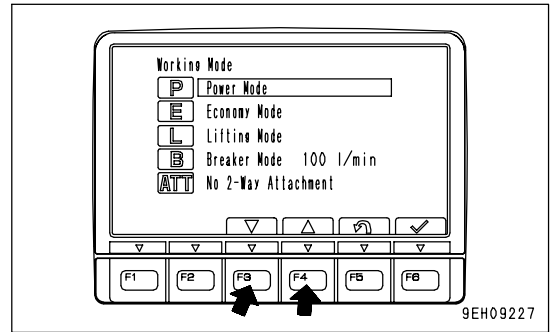 Working Mode
P Power Mode
E Economy Mode
L Lifting Mode
B Breaker Mode 100 l/min
ATT No 2-Way Attachment
F1 F2 F3 F4 F5 F6
9EH09227